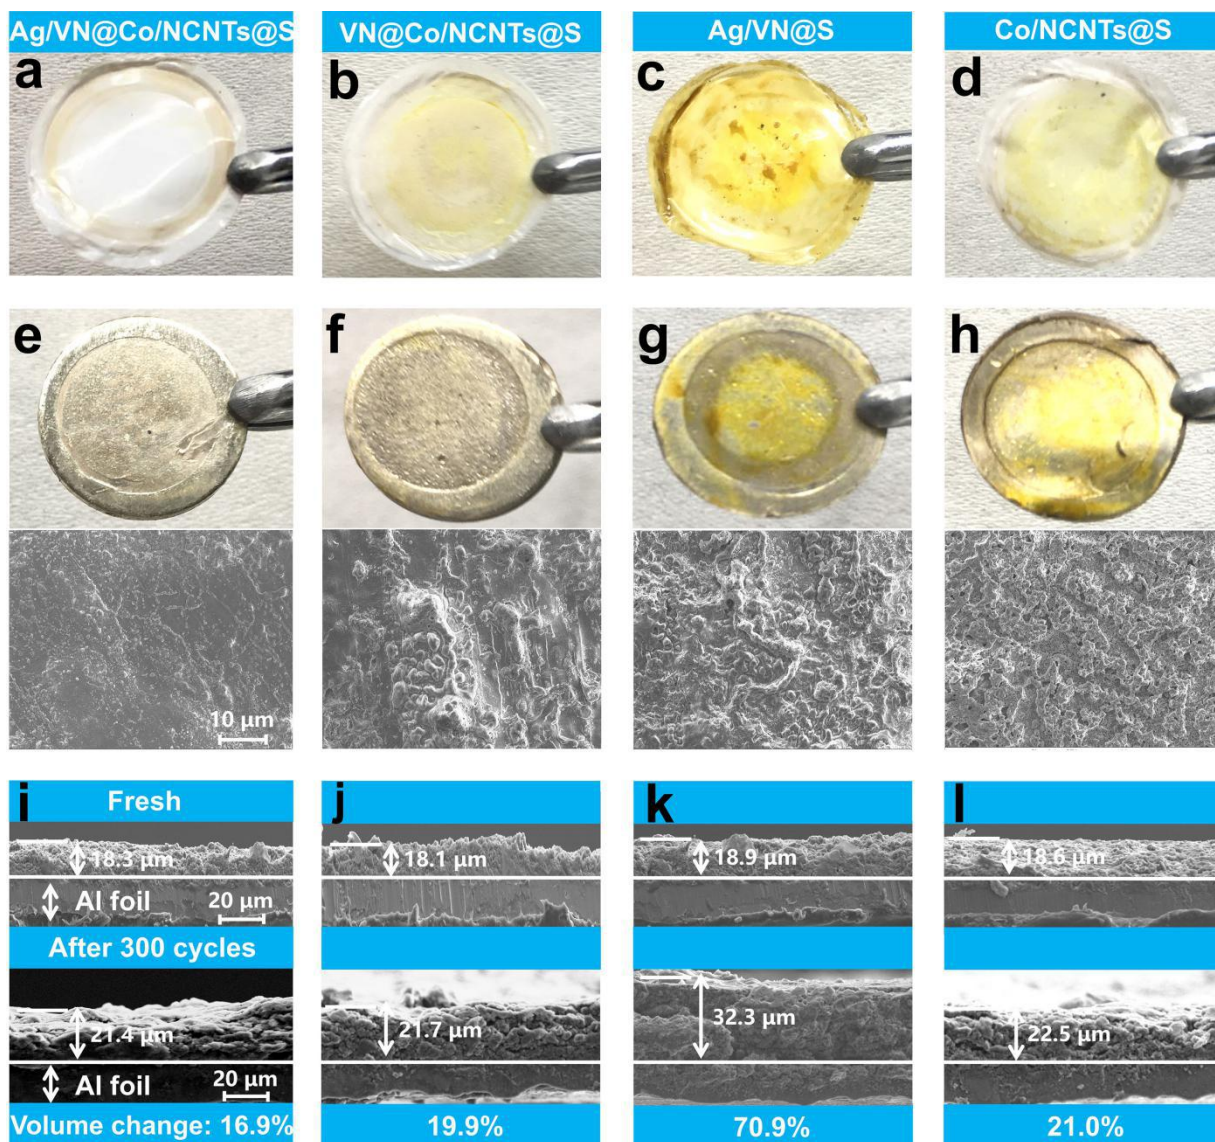 Ag/VN@Co/NCNTs@S VN@Co/NCNTs@S Ag/VN@S Co/NCNTs@S
a b c d
e f g h
10 µm
i Fresh j k l
18.3 µm 18.1 µm 18.9 µm 18.6 µm
Al foil 20 µm
After 300 cycles
21.4 µm 21.7 µm 32.3 µm 22.5 µm
Al foil 20 µm
Volume change: 16.9% 19.9% 70.9% 21.0%